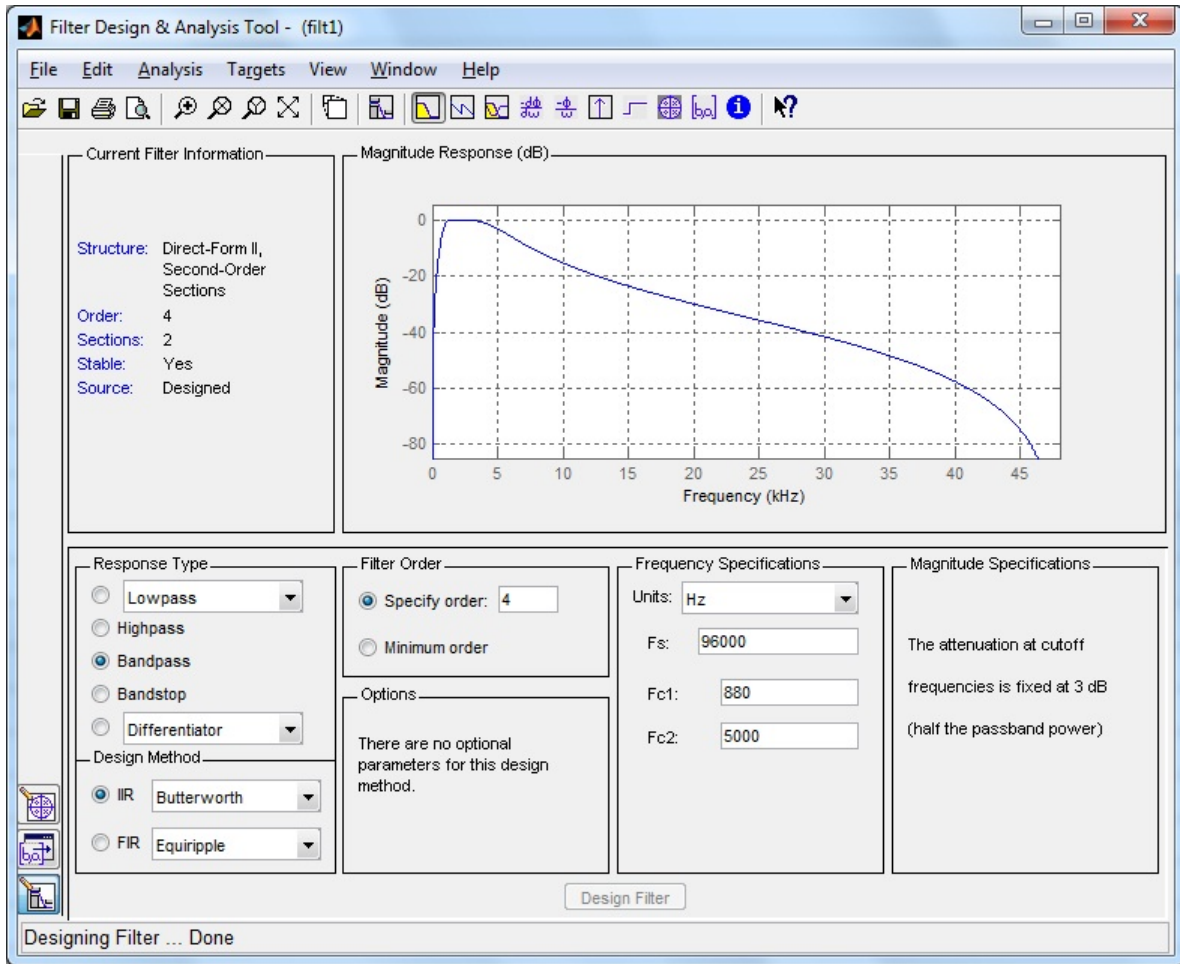 Filter Design & Analysis Tool - (filt1)
File Edit Analysis Targets View Window Help
Current Filter Information
Structure: Direct-Form II,
Second-Order
Sections
Order: 4
Sections: 2
Stable: Yes
Source: Designed
Magnitude Response (dB)
Magnitude (dB)
0
-20
-40
-60
-80
0 5 10 15 20 25 30 35 40 45
Frequency (kHz)
Response Type
Lowpass
Highpass
Bandpass
Bandstop
Differentiator
Design Method
IIR Butterworth
FIR Equiripple
Filter Order
Specify order: 4
Minimum order
Options
There are no optional
parameters for this design
method.
Frequency Specifications
Units: Hz
Fs: 96000
Fc1: 880
Fc2: 5000
Magnitude Specifications
The attenuation at cutoff
frequencies is fixed at 3 dB
(half the passband power)
Design Filter
Designing Filter ... Done